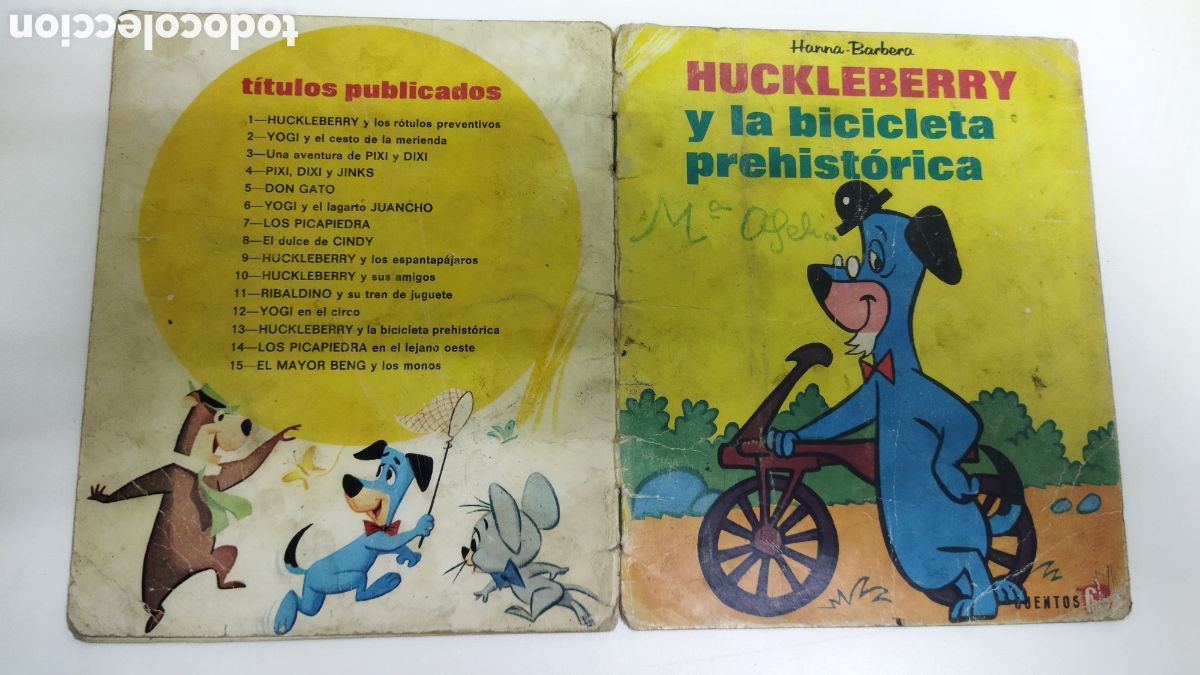 todocoleccion
títulos publicados
1—HUCKLEBERRY y los rótulos preventivos
2—YOGI y el cesto de la merienda
3—Una aventura de PIXI y DIXI
4—PIXI, DIXI y JINKS
5—DON GATO
6—YOGI y el lagarto JUANCHO
7—LOS PICAPIEDRA
8—El dulce de CINDY
9—HUCKLEBERRY y los espantapájaros
10—HUCKLEBERRY y sus amigos
11—RIBALDINO y su tren de juguete
12—YOGI en el circo
13—HUCKLEBERRY y la bicicleta prehistórica
14—LOS PICAPIEDRA en el lejano oeste
15—EL MAYOR BENG y los monos
Hanna-Barbera
HUCKLEBERRY
y la bicicleta
prehistórica
Mª
CUENTOS